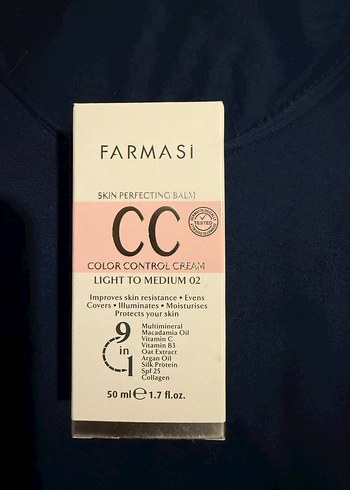 FARMASi
SKIN PERFECTING BALM
CC
TESTED
COLOR CONTROL CREAM
LIGHT TO MEDIUM 02
Improves skin resistance • Evens
Covers • Illuminates • Moisturises
Protects your skin
9 in 1
Multimineral
Macadamia Oil
Vitamin C
Vitamin B3
Oat Extract
Argan Oil
Silk Protein
Spf 25
Collagen
50 ml ℮ 1.7 fl.oz.